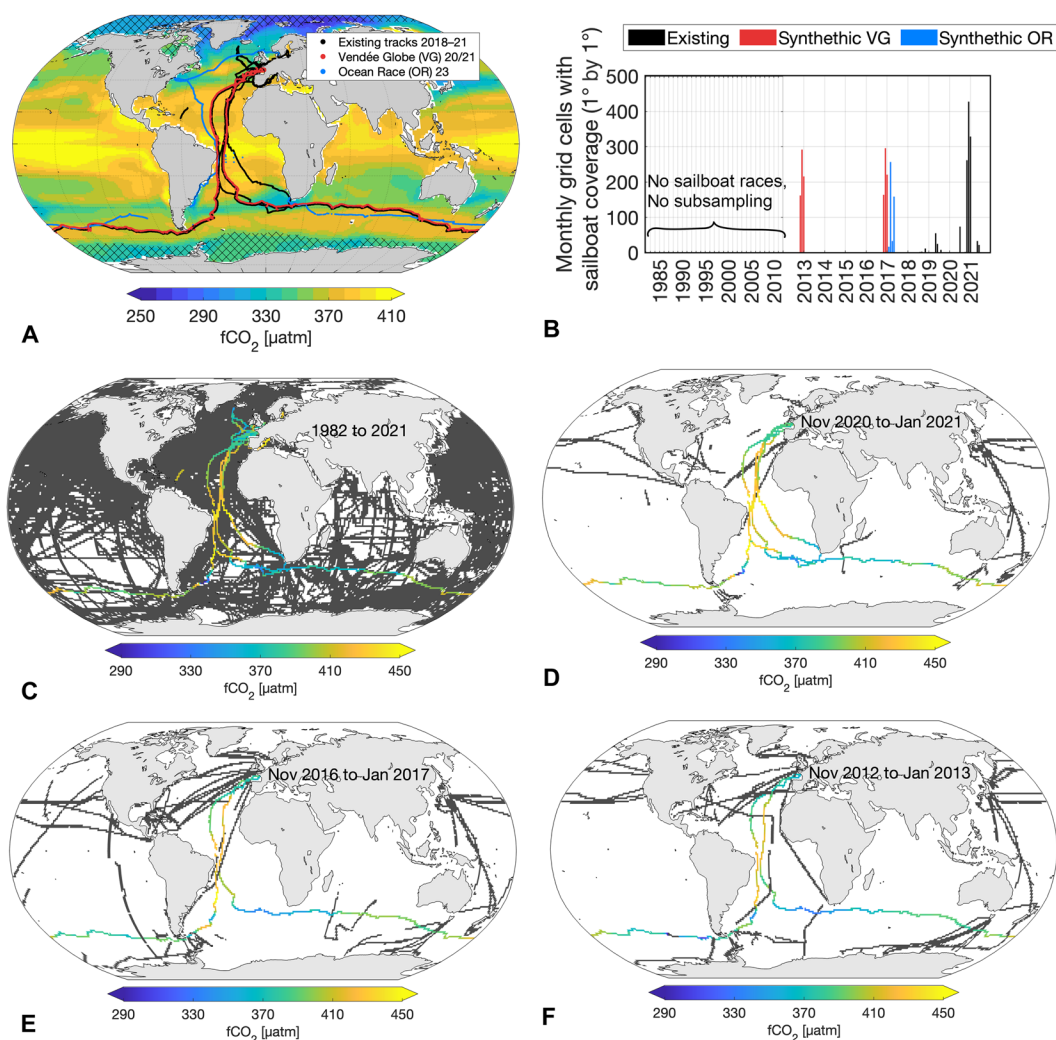 Existing tracks 2018–21
Vendée Globe (VG) 20/21
Ocean Race (OR) 23
250 290 330 370 410
fCO2 [µatm]
A
Existing Synthethic VG Synthethic OR
Monthly grid cells with
sailboat coverage (1° by 1°)
500
400
300
200
100
0
No sailboat races,
No subsampling
1985 1990 1995 2000 2005 2010 2013 2014 2015 2016 2017 2018 2019 2020 2021
B
1982 to 2021
290 330 370 410 450
fCO2 [µatm]
C
Nov 2020 to Jan 2021
290 330 370 410 450
fCO2 [µatm]
D
Nov 2016 to Jan 2017
290 330 370 410 450
fCO2 [µatm]
E
Nov 2012 to Jan 2013
290 330 370 410 450
fCO2 [µatm]
F